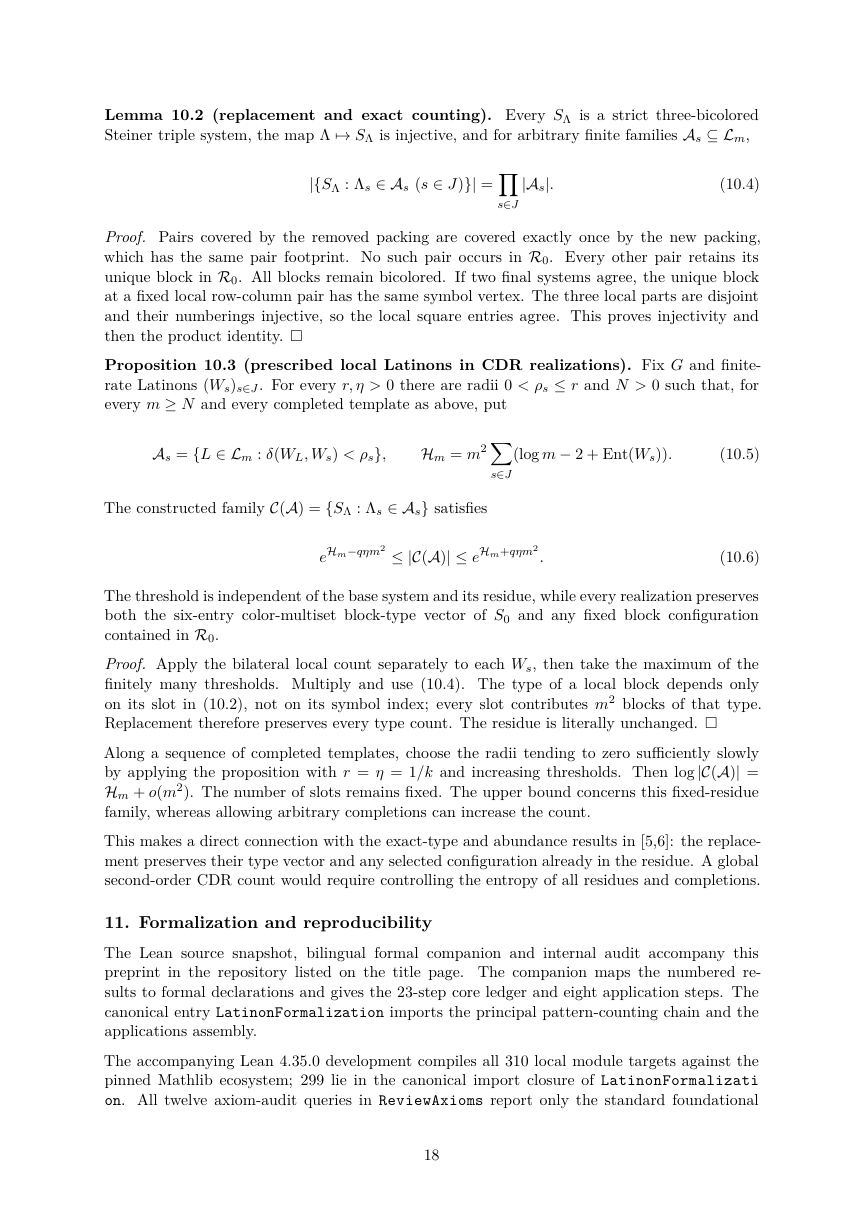 Lemma 10.2 (replacement and exact counting). Every S_Λ is a strict three-bicolored
Steiner triple system, the map Λ ↦ S_Λ is injective, and for arbitrary finite families 𝒜_s ⊆ ℒ_m,
|{S_Λ : Λ_s ∈ 𝒜_s (s ∈ J)}| = ∏_{s∈J} |𝒜_s|. (10.4)
Proof. Pairs covered by the removed packing are covered exactly once by the new packing,
which has the same pair footprint. No such pair occurs in ℛ_0. Every other pair retains its
unique block in ℛ_0. All blocks remain bicolored. If two final systems agree, the unique block
at a fixed local row-column pair has the same symbol vertex. The three local parts are disjoint
and their numberings injective, so the local square entries agree. This proves injectivity and
then the product identity. □
Proposition 10.3 (prescribed local Latinons in CDR realizations). Fix G and finite-
rate Latinons (W_s)_{s∈J}. For every r, η > 0 there are radii 0 < ρ_s ≤ r and N > 0 such that, for
every m ≥ N and every completed template as above, put
𝒜_s = {L ∈ ℒ_m : δ(W_L, W_s) < ρ_s}, ℋ_m = m^2 ∑_{s∈J} (log m − 2 + Ent(W_s)). (10.5)
The constructed family 𝒞(𝒜) = {S_Λ : Λ_s ∈ 𝒜_s} satisfies
e^{ℋ_m−qηm^2} ≤ |𝒞(𝒜)| ≤ e^{ℋ_m+qηm^2}. (10.6)
The threshold is independent of the base system and its residue, while every realization preserves
both the six-entry color-multiset block-type vector of S_0 and any fixed block configuration
contained in ℛ_0.
Proof. Apply the bilateral local count separately to each W_s, then take the maximum of the
finitely many thresholds. Multiply and use (10.4). The type of a local block depends only
on its slot in (10.2), not on its symbol index; every slot contributes m^2 blocks of that type.
Replacement therefore preserves every type count. The residue is literally unchanged. □
Along a sequence of completed templates, choose the radii tending to zero sufficiently slowly
by applying the proposition with r = η = 1/k and increasing thresholds. Then log |𝒞(𝒜)| =
ℋ_m + o(m^2). The number of slots remains fixed. The upper bound concerns this fixed-residue
family, whereas allowing arbitrary completions can increase the count.
This makes a direct connection with the exact-type and abundance results in [5,6]: the replace-
ment preserves their type vector and any selected configuration already in the residue. A global
second-order CDR count would require controlling the entropy of all residues and completions.
11. Formalization and reproducibility
The Lean source snapshot, bilingual formal companion and internal audit accompany this
preprint in the repository listed on the title page. The companion maps the numbered re-
sults to formal declarations and gives the 23-step core ledger and eight application steps. The
canonical entry LatinonFormalization imports the principal pattern-counting chain and the
applications assembly.
The accompanying Lean 4.35.0 development compiles all 310 local module targets against the
pinned Mathlib ecosystem; 299 lie in the canonical import closure of LatinonFormalizati
on. All twelve axiom-audit queries in ReviewAxioms report only the standard foundational
18